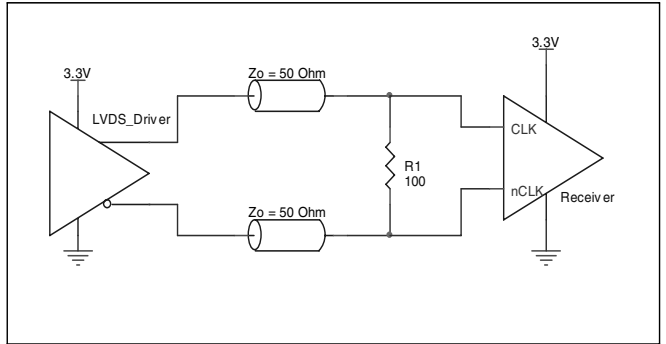 3.3V
3.3V
Zo = 50 Ohm
LVDS_Driver
CLK
R1
100
nCLK
Receiver
Zo = 50 Ohm